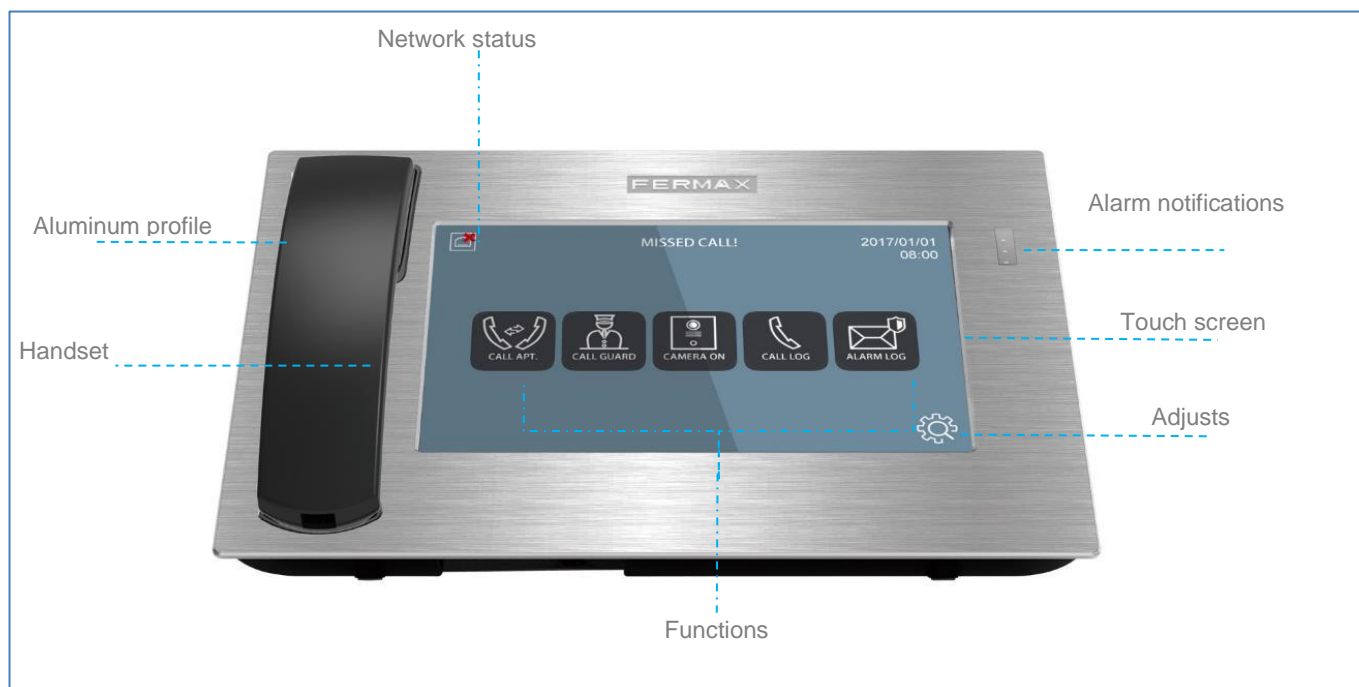 Network status
FERMAX
Aluminum profile
Alarm notifications
MISSED CALL!
2017/01/01
08:00
Touch screen
Handset
CALL APT.
CALL GUARD
CAMERA ON
CALL LOG
ALARM LOG
Adjusts
Functions